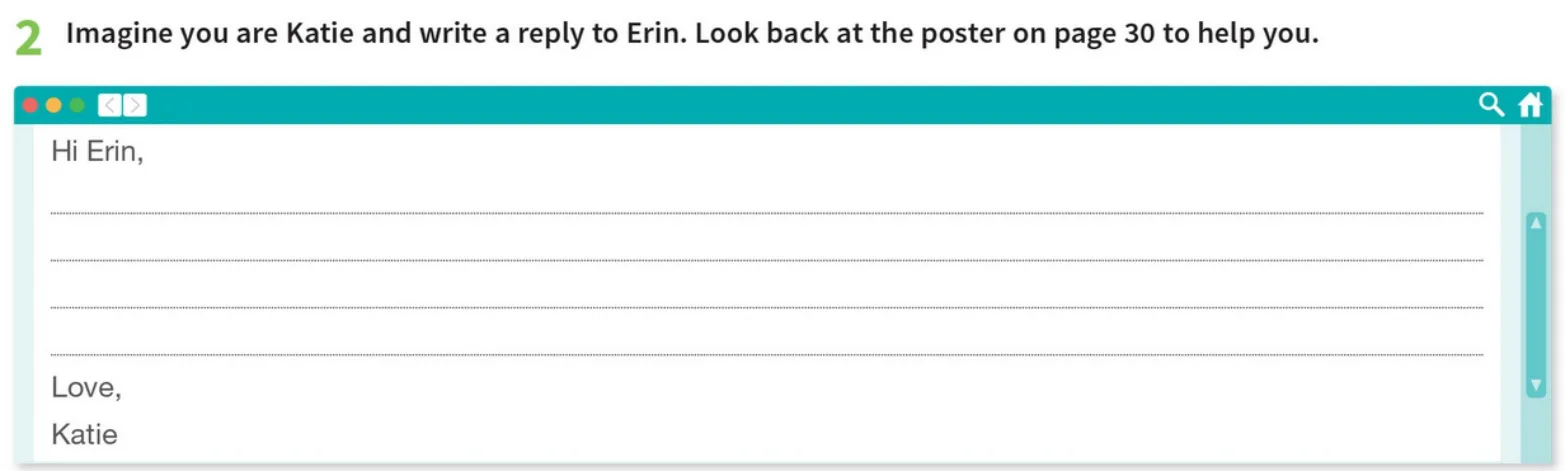 2 Imagine you are Katie and write a reply to Erin. Look back at the poster on page 30 to help you.
Hi Erin,
Love,
Katie